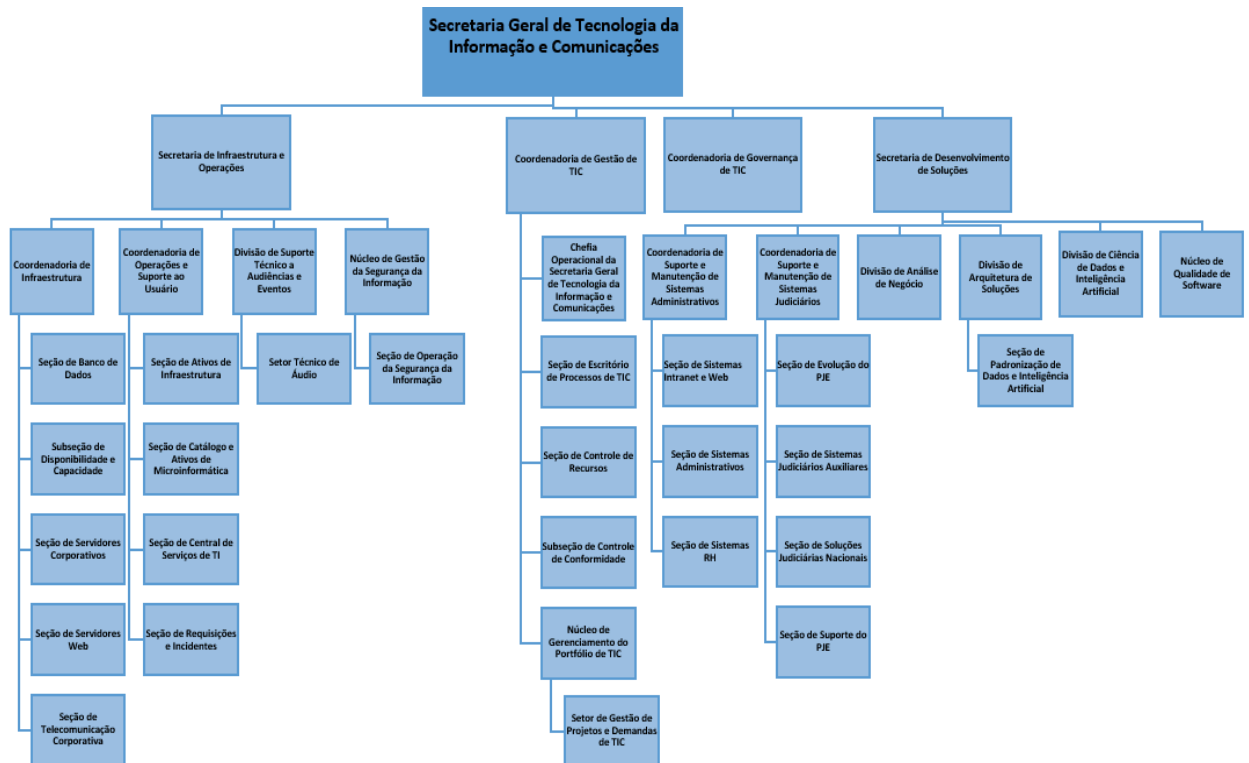 Secretaria Geral de Tecnologia da
Informação e Comunicações
Secretaria de Infraestrutura e
Operações
Coordenadoria de Gestão de
TIC
Coordenadoria de Governança
de TIC
Secretaria de Desenvolvimento
de Soluções
Coordenadoria de
Infraestrutura
Coordenadoria de
Operações e
Suporte ao
Usuário
Divisão de Suporte
Técnico a
Audiências e
Eventos
Núcleo de Gestão
da Segurança da
Informação
Chefia
Operacional da
Secretaria Geral
de Tecnologia da
Informação e
Comunicações
Coordenadoria de
Suporte e
Manutenção de
Sistemas
Administrativos
Coordenadoria de
Suporte e
Manutenção de
Sistemas
Judiciários
Divisão de Análise
de Negócio
Divisão de
Arquitetura de
Soluções
Divisão de Ciência
de Dados e
Inteligência
Artificial
Núcleo de
Qualidade de
Software
Seção de Banco de
Dados
Seção de Ativos de
Infraestrutura
Setor Técnico de
Áudio
Seção de Operação
da Segurança da
Informação
Seção de Escritório
de Processos de TIC
Seção de Sistemas
Intranet e Web
Seção de Evolução do
PJE
Seção de
Padronização de
Dados e Inteligência
Artificial
Subseção de
Disponibilidade e
Capacidade
Seção de Catálogo e
Ativos de
Microinformática
Seção de Controle de
Recursos
Seção de Sistemas
Administrativos
Seção de Sistemas
Judiciários Auxiliares
Seção de Servidores
Corporativos
Seção de Central de
Serviços de TI
Subseção de Controle
de Conformidade
Seção de Sistemas
RH
Seção de Soluções
Judiciárias Nacionais
Seção de Servidores
Web
Seção de Requisições
e Incidentes
Núcleo de
Gerenciamento do
Portfólio de TIC
Seção de Suporte do
PJE
Seção de
Telecomunicação
Corporativa
Setor de Gestão de
Projetos e Demandas
de TIC